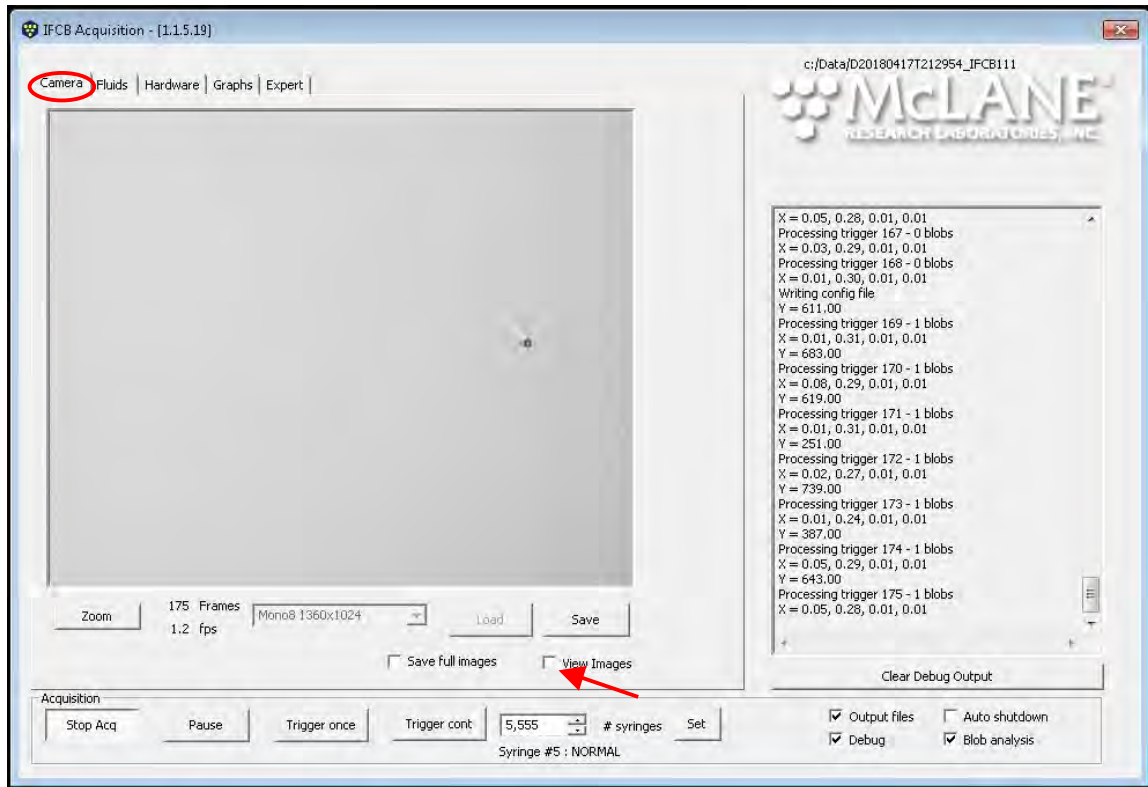 IFCB Acquisition - [1.1.5.19]
c:/Data/D20180417T212954_IFCB111
McLANE
RESEARCH LABORATORIES, INC.
Camera Fluids Hardware Graphs Expert
X = 0.05, 0.28, 0.01, 0.01
Processing trigger 167 - 0 blobs
X = 0.03, 0.29, 0.01, 0.01
Processing trigger 168 - 0 blobs
X = 0.01, 0.30, 0.01, 0.01
Writing config file
Y = 611.00
Processing trigger 169 - 1 blobs
X = 0.01, 0.31, 0.01, 0.01
Y = 683.00
Processing trigger 170 - 1 blobs
X = 0.08, 0.29, 0.01, 0.01
Y = 619.00
Processing trigger 171 - 1 blobs
X = 0.01, 0.31, 0.01, 0.01
Y = 251.00
Processing trigger 172 - 1 blobs
X = 0.02, 0.27, 0.01, 0.01
Y = 739.00
Processing trigger 173 - 1 blobs
X = 0.01, 0.24, 0.01, 0.01
Y = 387.00
Processing trigger 174 - 1 blobs
X = 0.05, 0.29, 0.01, 0.01
Y = 643.00
Processing trigger 175 - 1 blobs
X = 0.05, 0.28, 0.01, 0.01
Zoom 175 Frames Mono8 1360x1024 Load Save
1.2 fps
Save full images View Images
Clear Debug Output
Acquisition
Stop Acq Pause Trigger once Trigger cont 5,555 # syringes Set
Syringe #5 : NORMAL
Output files Auto shutdown
Debug Blob analysis